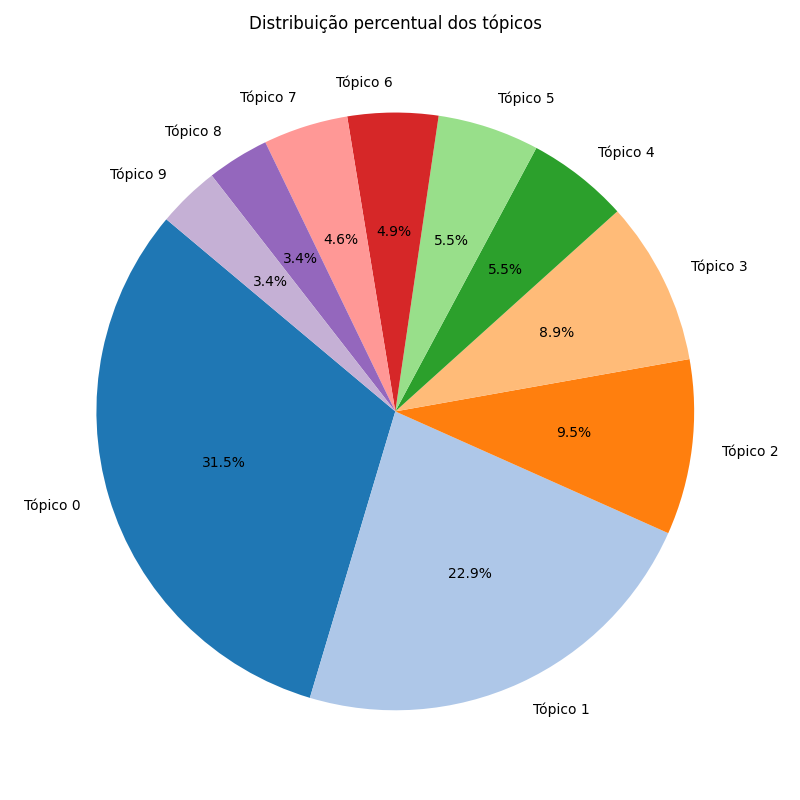 Distribuição percentual dos tópicos
Tópico 6
Tópico 7
Tópico 5
Tópico 8
Tópico 4
Tópico 9
Tópico 3
4.9%
4.6%
5.5%
3.4%
5.5%
3.4%
8.9%
9.5%
Tópico 2
31.5%
Tópico 0
22.9%
Tópico 1